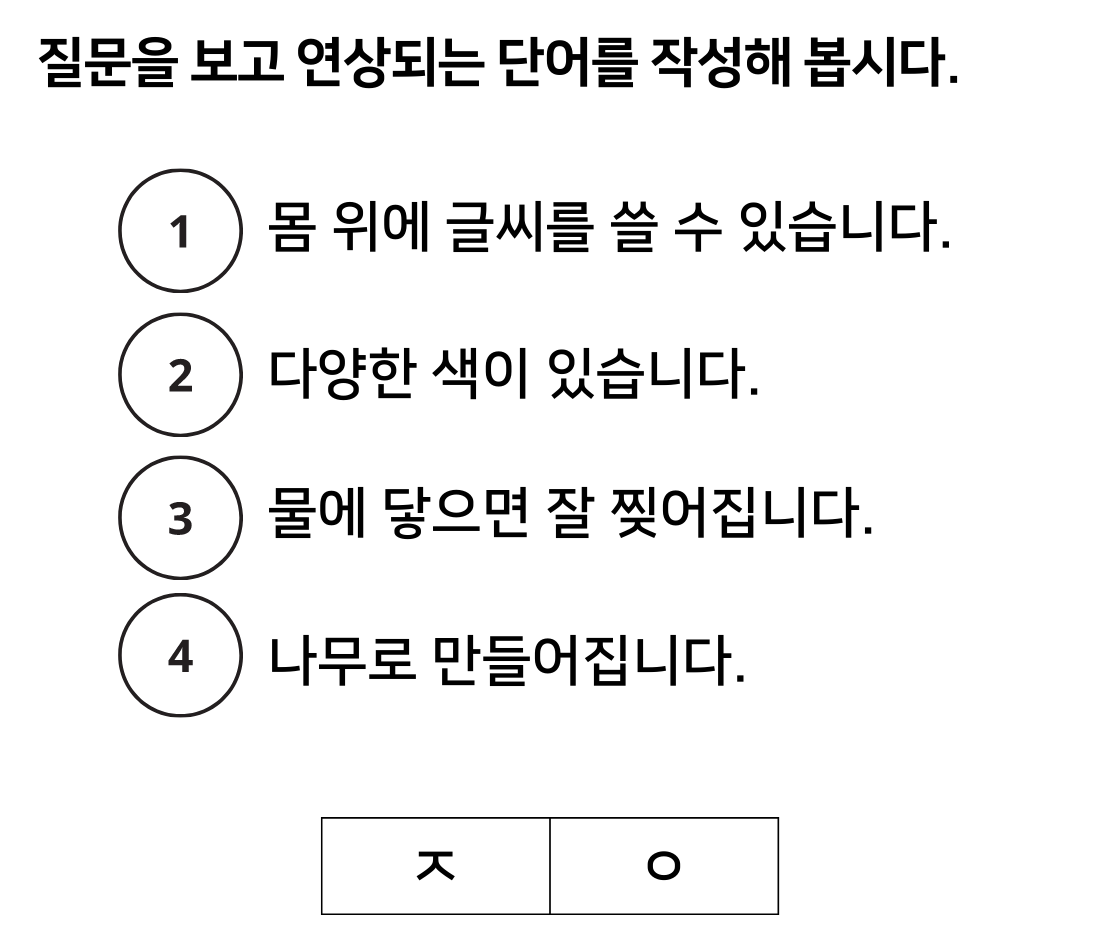 질문을 보고 연상되는 단어를 작성해 봅시다.
1 몸 위에 글씨를 쓸 수 있습니다.
2 다양한 색이 있습니다.
3 물에 닿으면 잘 찢어집니다.
4 나무로 만들어집니다.
ㅈ ㅇ